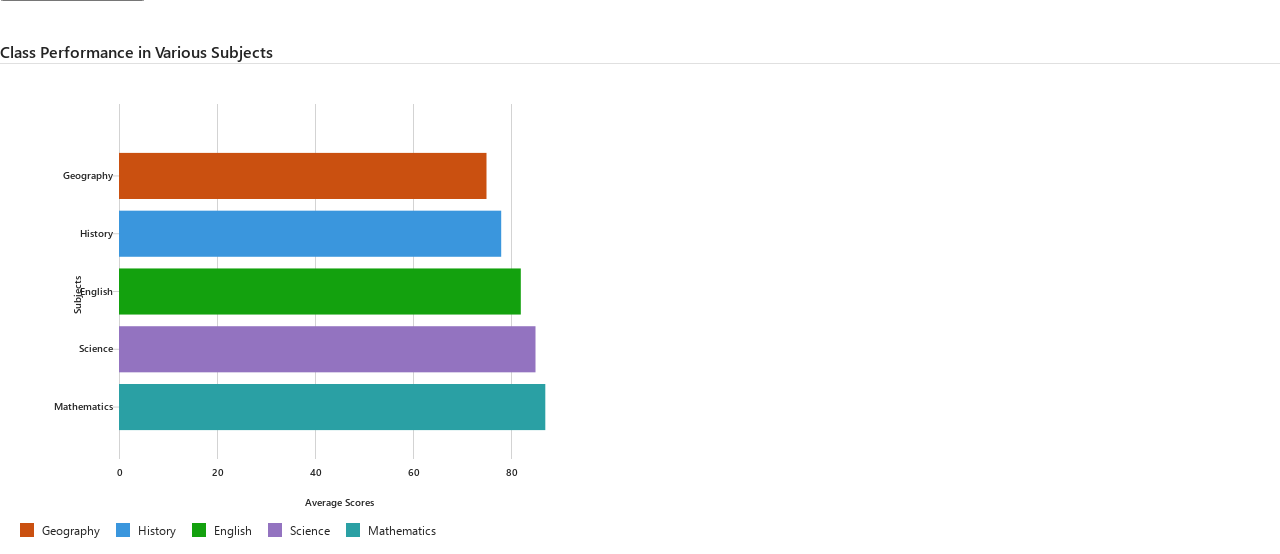 Class Performance in Various Subjects
Geography
History
English
Science
Mathematics
Subjects
0 20 40 60 80
Average Scores
Geography History English Science Mathematics